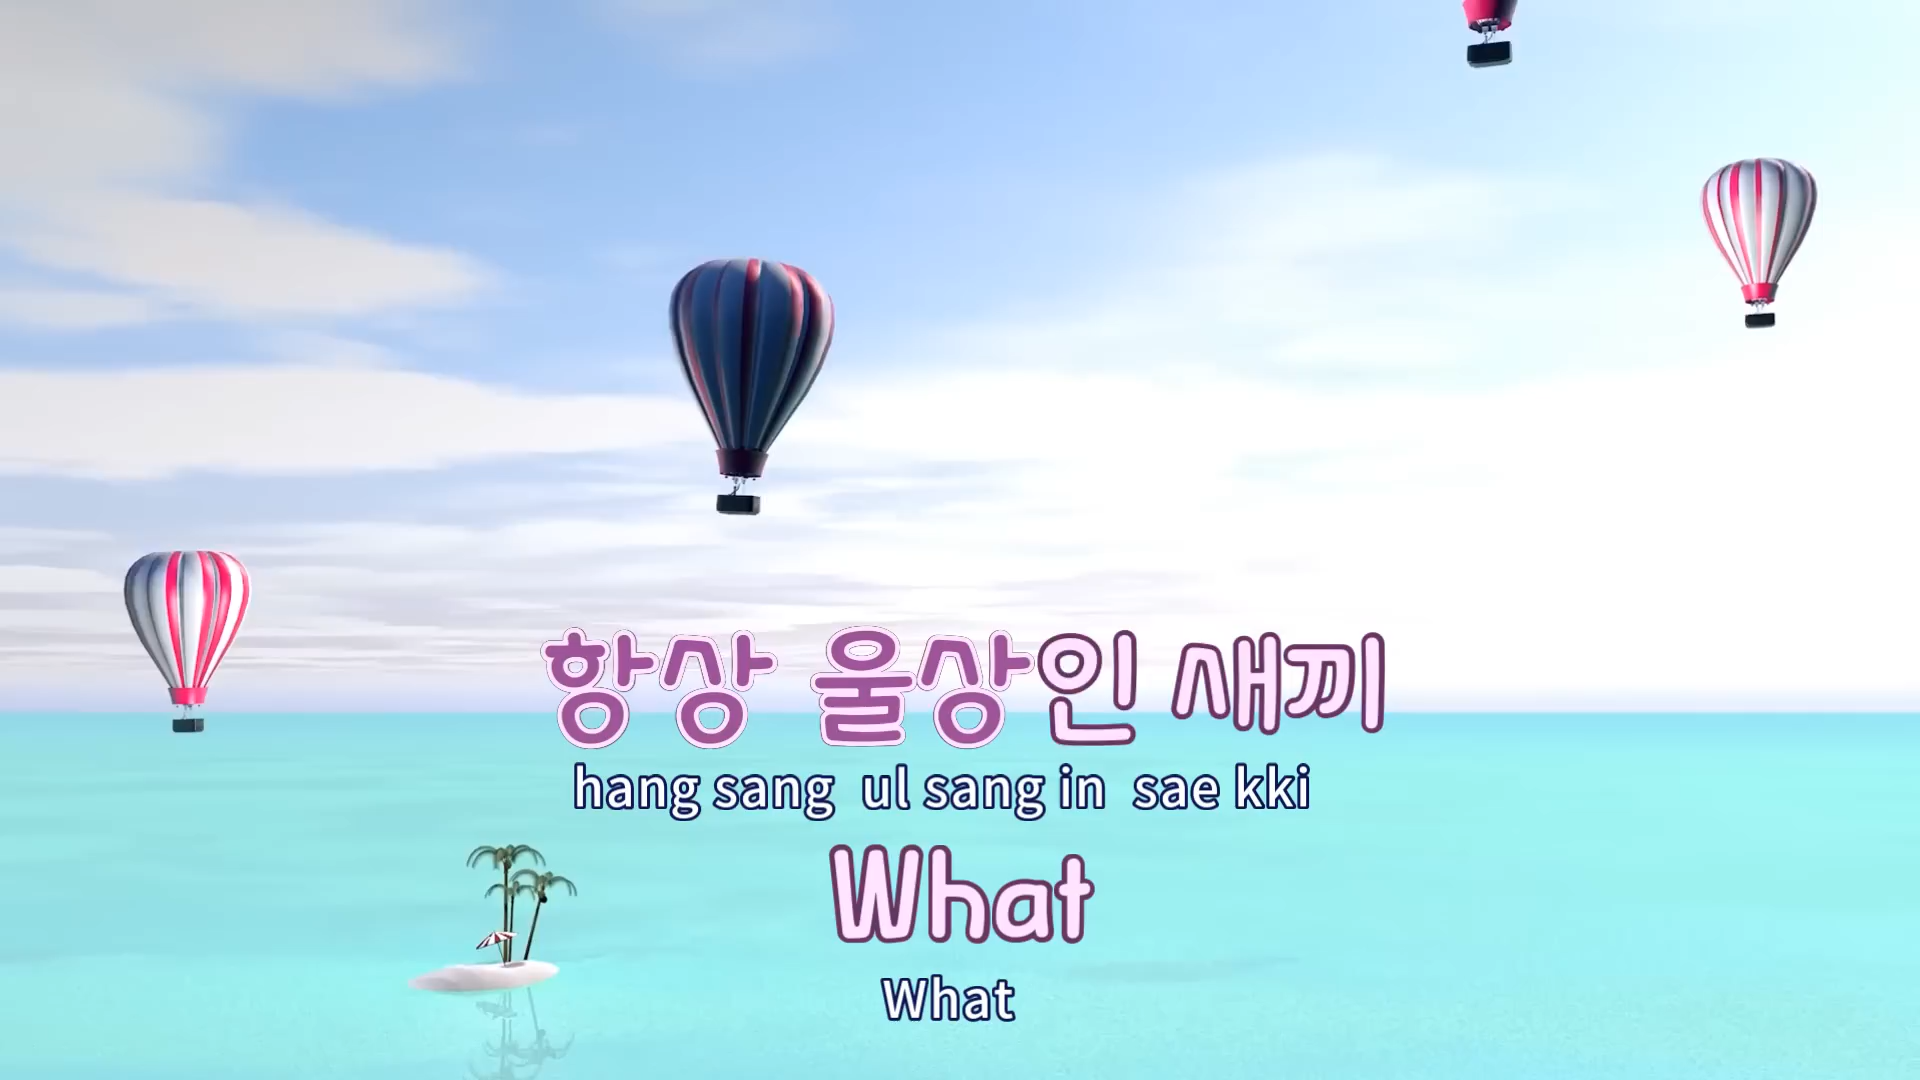 항상 울상인 새끼
hang sang ul sang in sae kki
What
What